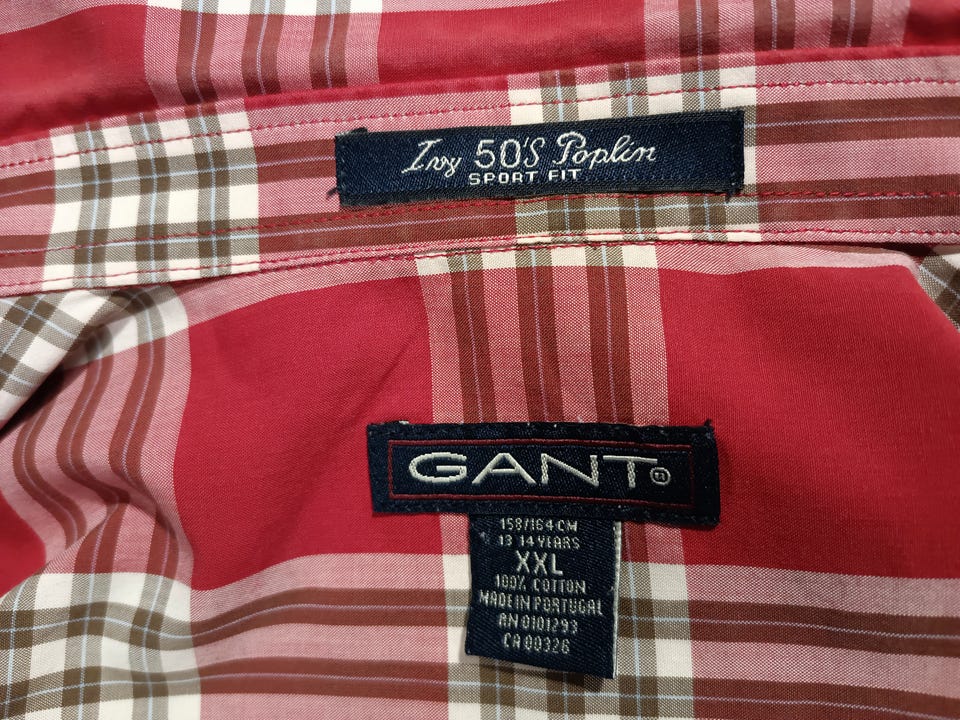 Ivy 50'S Poplin
SPORT FIT
GANT
158/164 CM
13 14 YEARS
XXL
100% COTTON
MADE IN PORTUGAL
RN 0101293
CA 00326